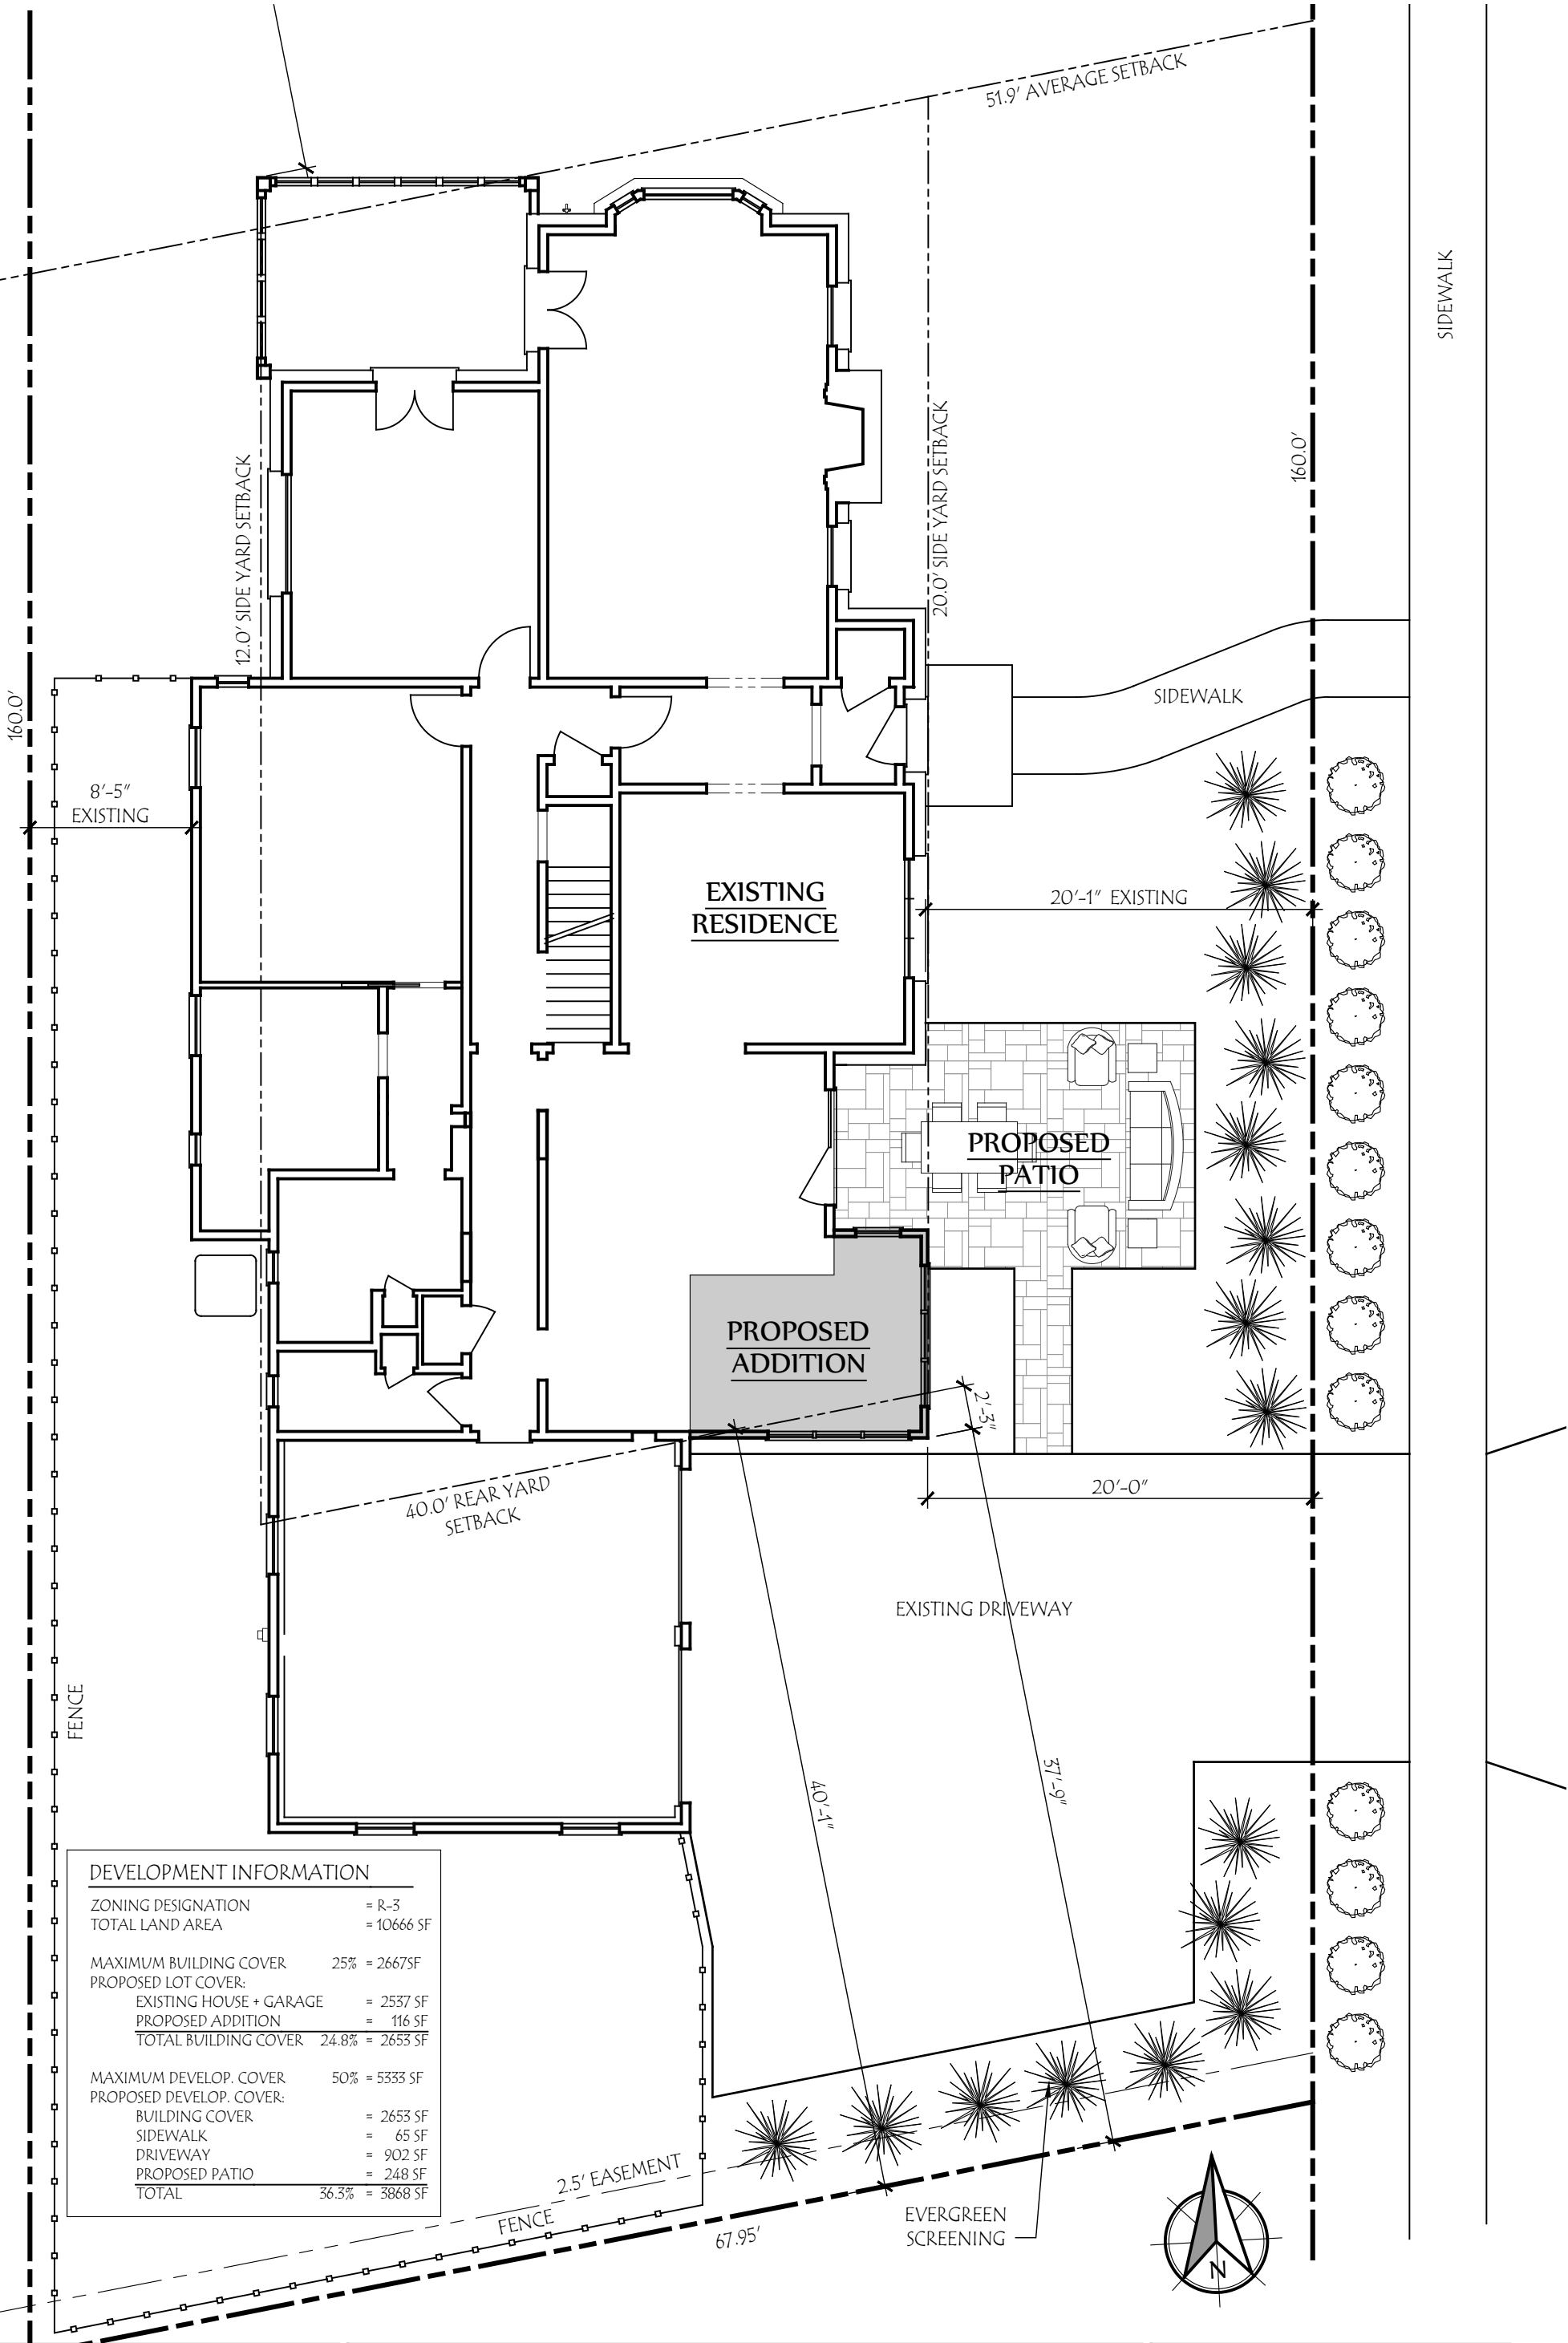 51.9' AVERAGE SETBACK
SIDEWALK
12.0' SIDE YARD SETBACK
20.0' SIDE YARD SETBACK
160.0'
160.0'
SIDEWALK
8'-5"
EXISTING
EXISTING
RESIDENCE
20'-1" EXISTING
PROPOSED
PATIO
PROPOSED
ADDITION
2'-3"
40.0' REAR YARD
SETBACK
20'-0"
EXISTING DRIVEWAY
FENCE
40'-1"
37'-9"
DEVELOPMENT INFORMATION
ZONING DESIGNATION = R-3
TOTAL LAND AREA = 10666 SF
MAXIMUM BUILDING COVER 25% = 2667SF
PROPOSED LOT COVER:
EXISTING HOUSE + GARAGE = 2537 SF
PROPOSED ADDITION = 116 SF
TOTAL BUILDING COVER 24.8% = 2653 SF
MAXIMUM DEVELOP. COVER 50% = 5333 SF
PROPOSED DEVELOP. COVER:
BUILDING COVER = 2653 SF
SIDEWALK = 65 SF
DRIVEWAY = 902 SF
PROPOSED PATIO = 248 SF
TOTAL 36.3% = 3868 SF
2.5' EASEMENT
FENCE
67.95'
EVERGREEN
SCREENING
N